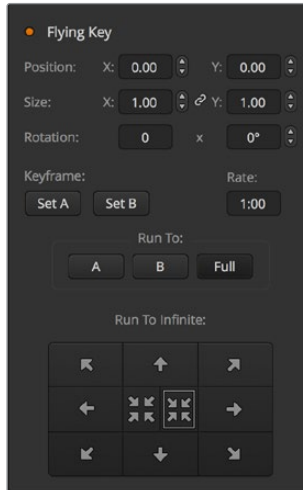 Flying Key
Position: X: 0.00 Y: 0.00
Size: X: 1.00 Y: 1.00
Rotation: 0 x 0°
Keyframe: Rate:
Set A Set B 1:00
Run To:
A B Full
Run To Infinite: